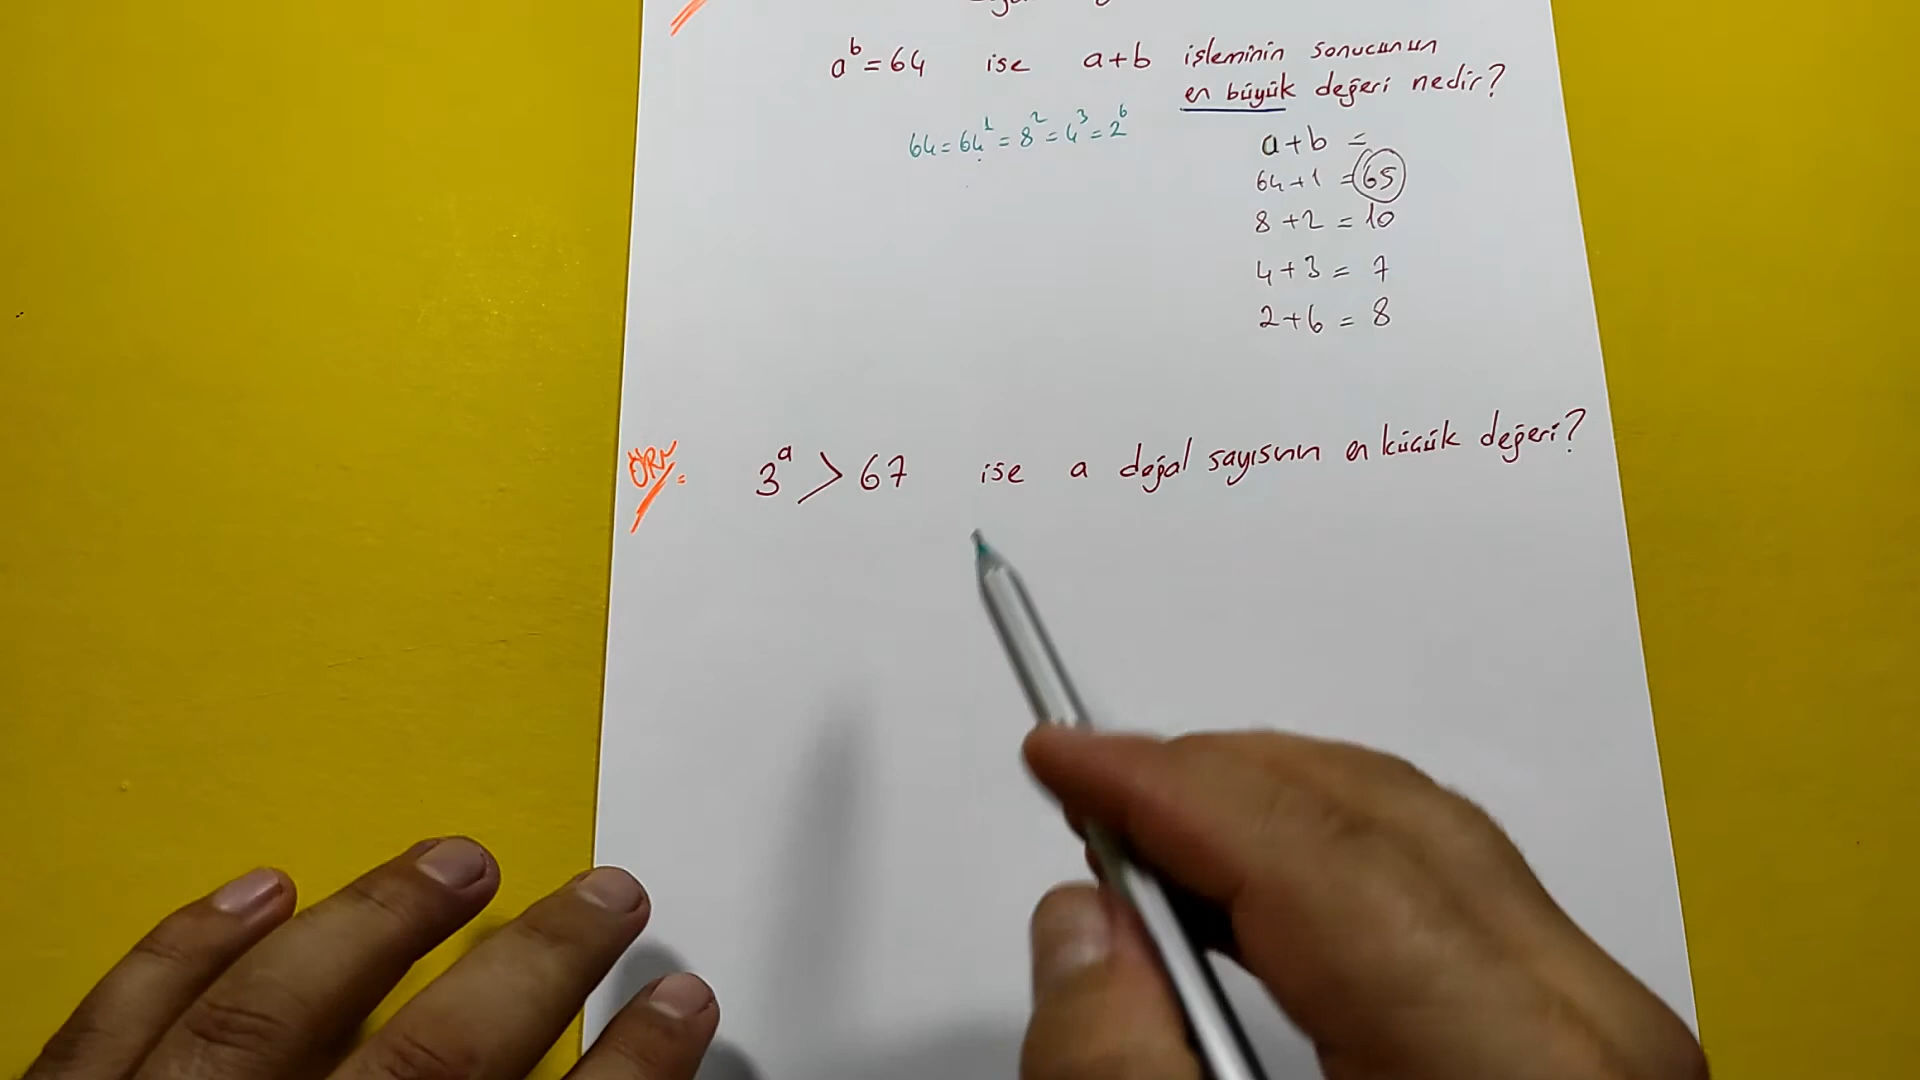 a^b = 64 ise a+b işleminin sonucunun
en büyük değeri nedir?
64 = 64^1 = 8^2 = 4^3 = 2^6
a+b =
64+1 = 65
8+2 = 10
4+3 = 7
2+6 = 8
ÖRN: 3^a > 67 ise a doğal sayısının en küçük değeri?